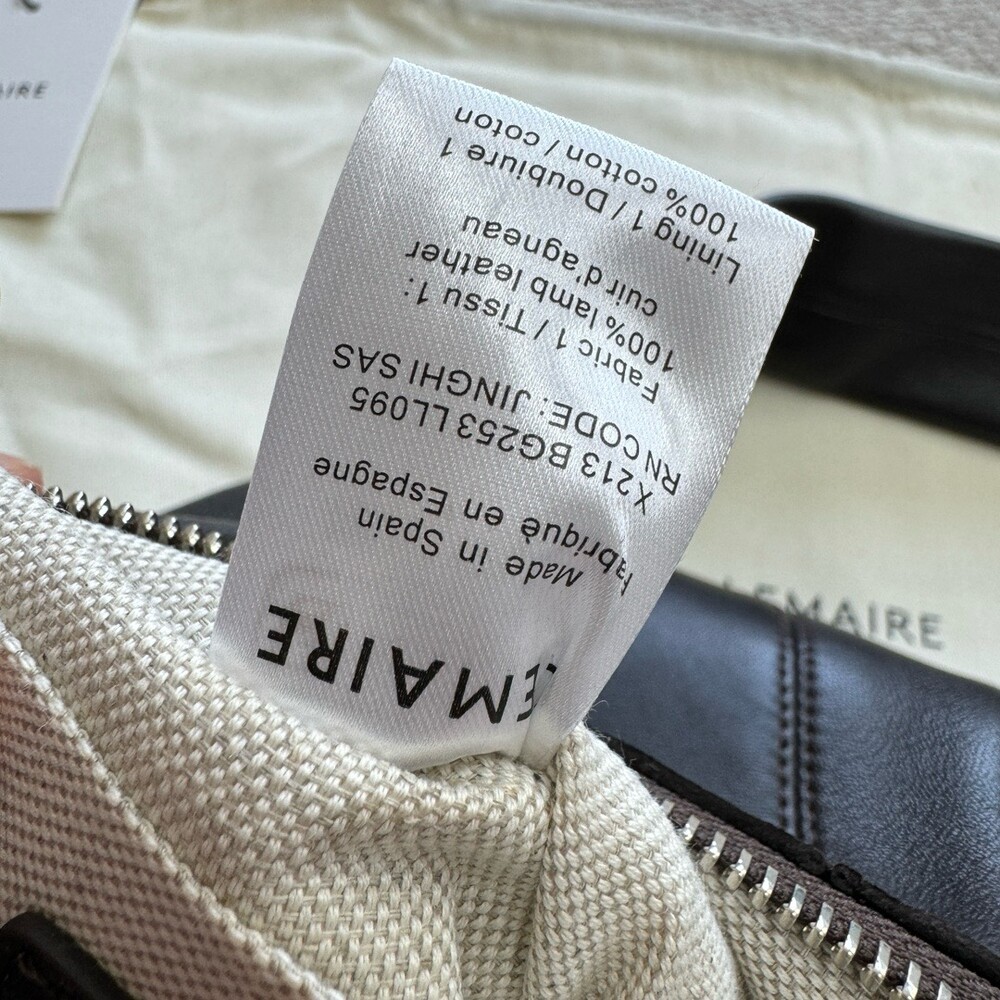 LEMAIRE
Made in Spain
Fabriqué en Espagne
X213 BG253 LL095
RN CODE: JINGHI SAS
Fabric 1 / Tissu 1:
100% lamb leather
cuir d'agneau
Lining 1 / Doublure 1
100% cotton / coton
LEMAIRE
AIRE